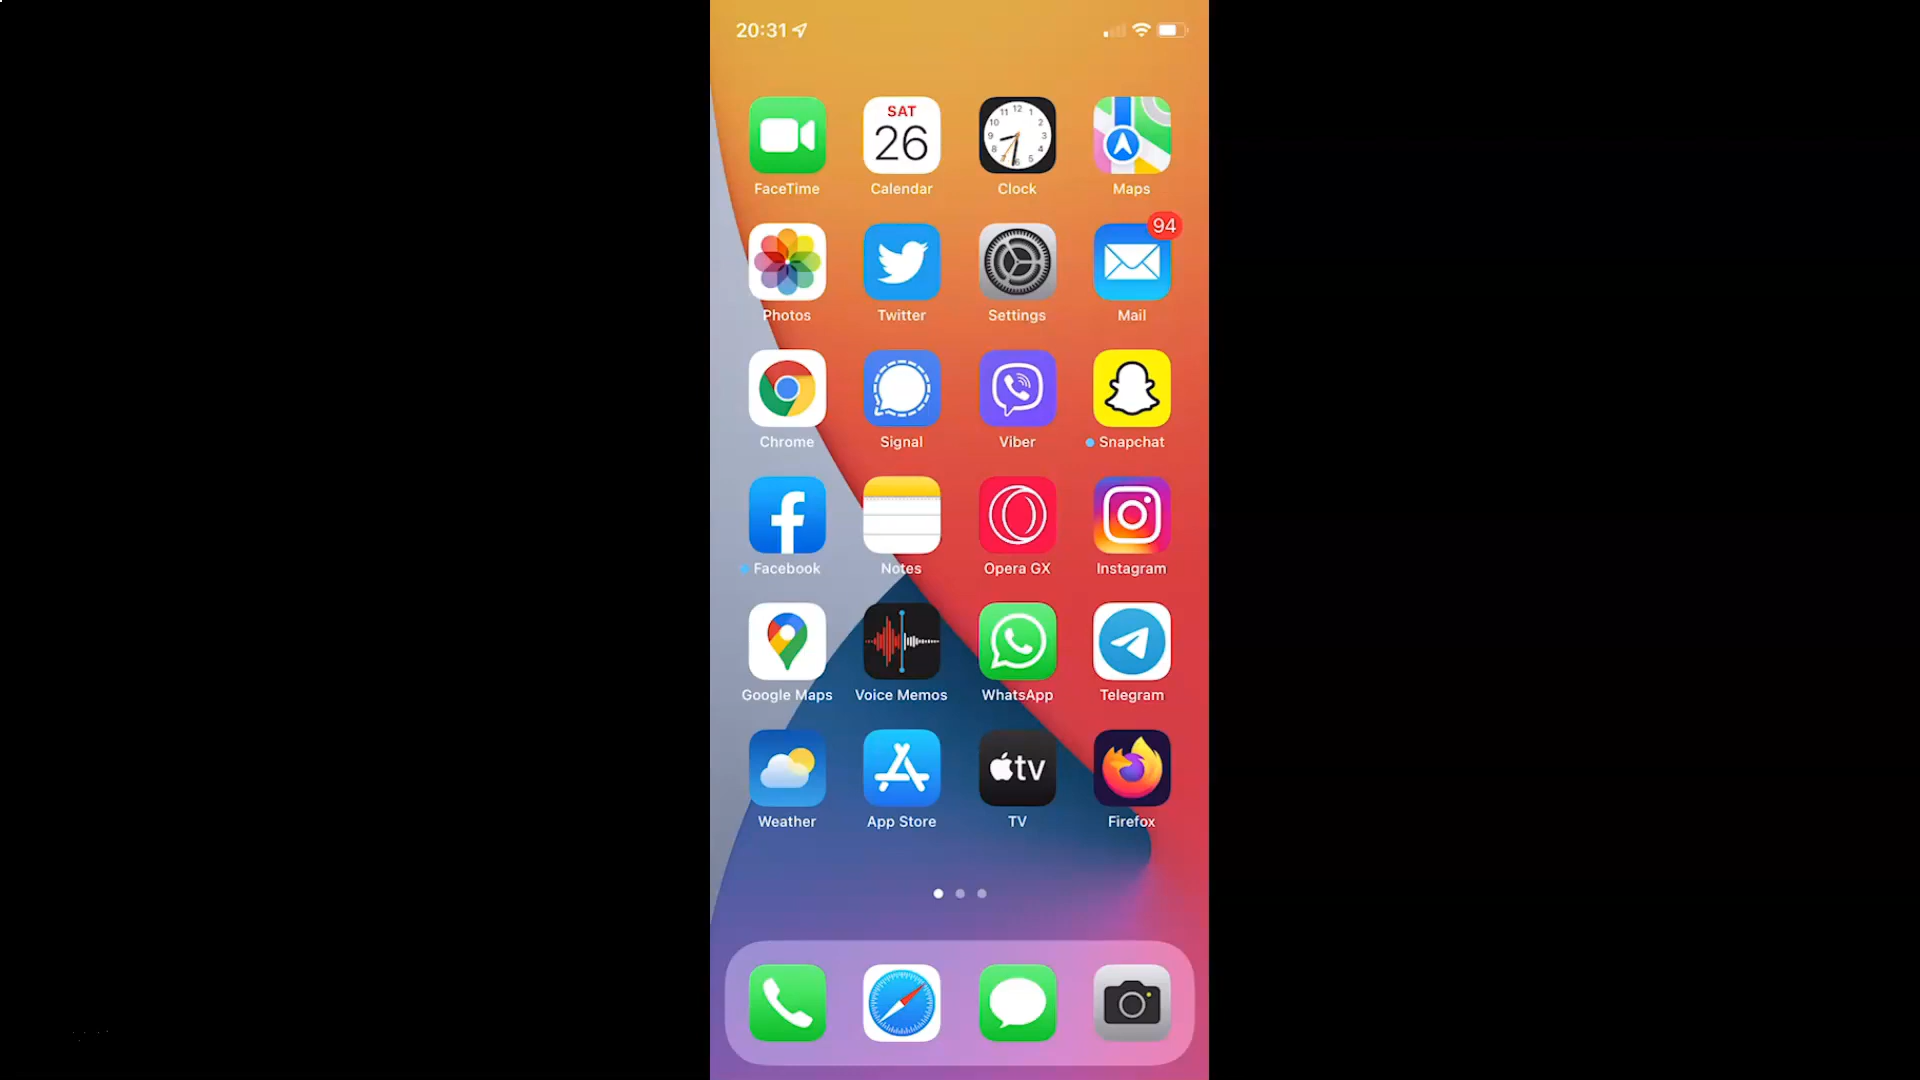 20:31
SAT
26
FaceTime Calendar Clock Maps
94
Photos Twitter Settings Mail
Chrome Signal Viber Snapchat
Facebook Notes Opera GX Instagram
Google Maps Voice Memos WhatsApp Telegram
tv
Weather App Store TV Firefox